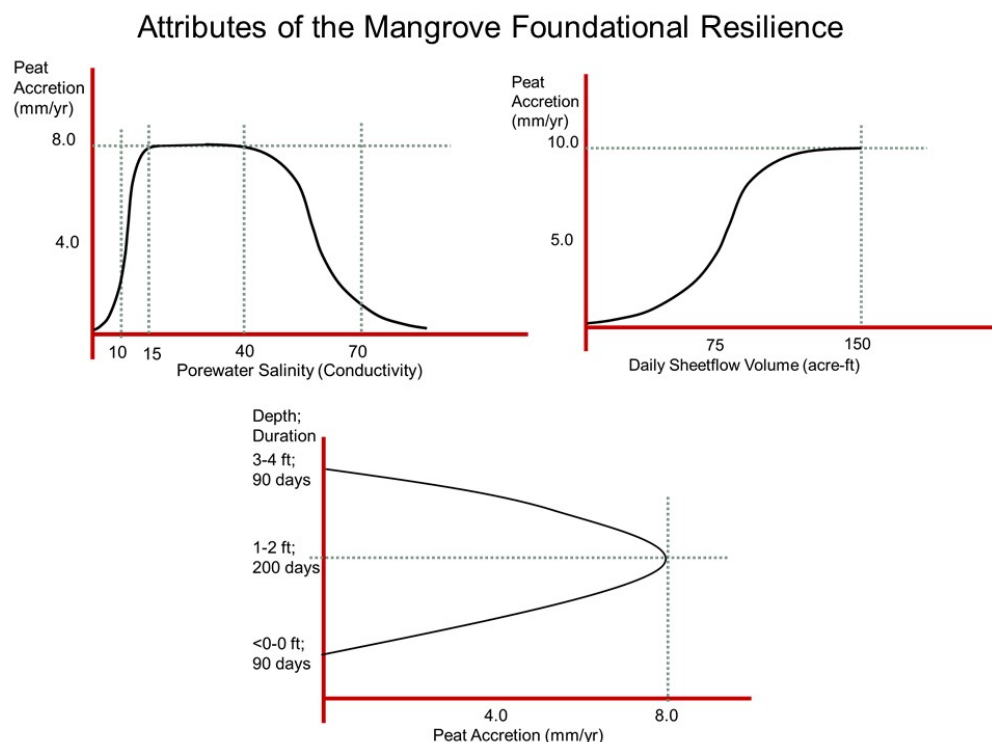 Attributes of the Mangrove Foundational Resilience
Peat
Accretion
(mm/yr)
8.0
4.0
10
15
40
70
Porewater Salinity (Conductivity)
Peat
Accretion
(mm/yr)
10.0
5.0
75
150
Daily Sheetflow Volume (acre-ft)
Depth;
Duration
3-4 ft;
90 days
1-2 ft;
200 days
<0-0 ft;
90 days
4.0
8.0
Peat Accretion (mm/yr)